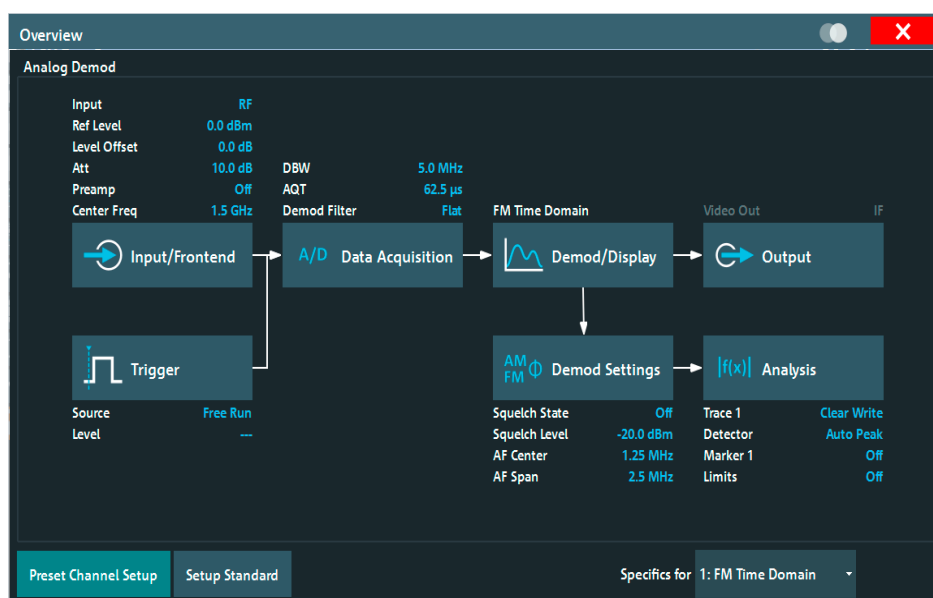 Overview
Analog Demod
Input RF
Ref Level 0.0 dBm
Level Offset 0.0 dB
Att 10.0 dB DBW 5.0 MHz
Preamp Off AQT 62.5 µs
Center Freq 1.5 GHz Demod Filter Flat FM Time Domain Video Out IF
Input/Frontend A/D Data Acquisition Demod/Display Output
Trigger AM FM Φ Demod Settings |f(x)| Analysis
Source Free Run Squelch State Off Trace 1 Clear Write
Level --- Squelch Level -20.0 dBm Detector Auto Peak
AF Center 1.25 MHz Marker 1 Off
AF Span 2.5 MHz Limits Off
Preset Channel Setup Setup Standard Specifics for 1: FM Time Domain